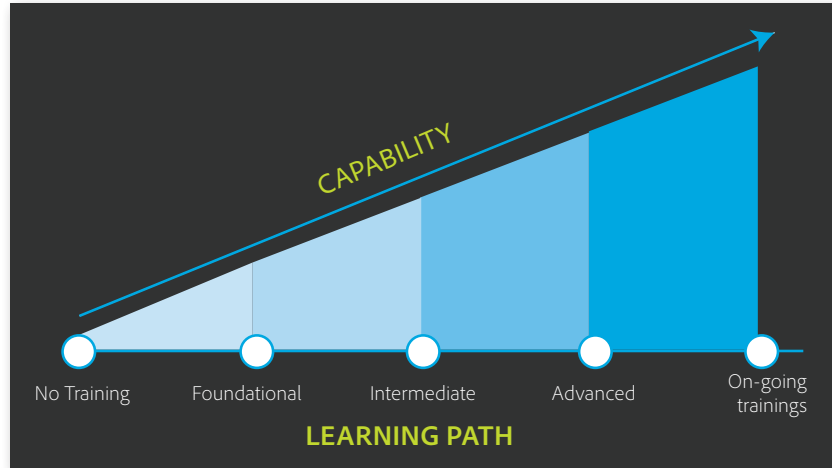 CAPABILITY
No Training
Foundational
Intermediate
Advanced
On-going
trainings
LEARNING PATH